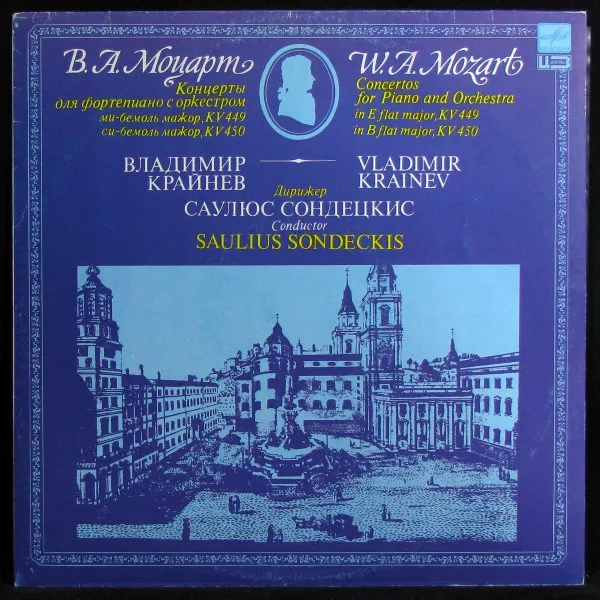 В. А. Моцарт
Концерты
для фортепиано с оркестром
ми-бемоль мажор, KV 449
си-бемоль мажор, KV 450
W. A. Mozart
Concertos
for Piano and Orchestra
in E flat major, KV 449
in B flat major, KV 450
ВЛАДИМИР
КРАЙНЕВ
VLADIMIR
KRAINEV
Дирижер
САУЛЮС СОНДЕЦКИС
Conductor
SAULIUS SONDECKIS